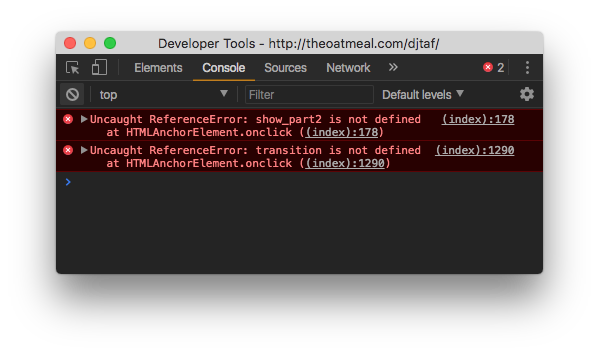 Developer Tools - http://theoatmeal.com/djtaf/
Elements Console Sources Network » 2
top Filter Default levels
Uncaught ReferenceError: show_part2 is not defined (index):178
at HTMLAnchorElement.onclick ((index):178)
Uncaught ReferenceError: transition is not defined (index):1290
at HTMLAnchorElement.onclick ((index):1290)